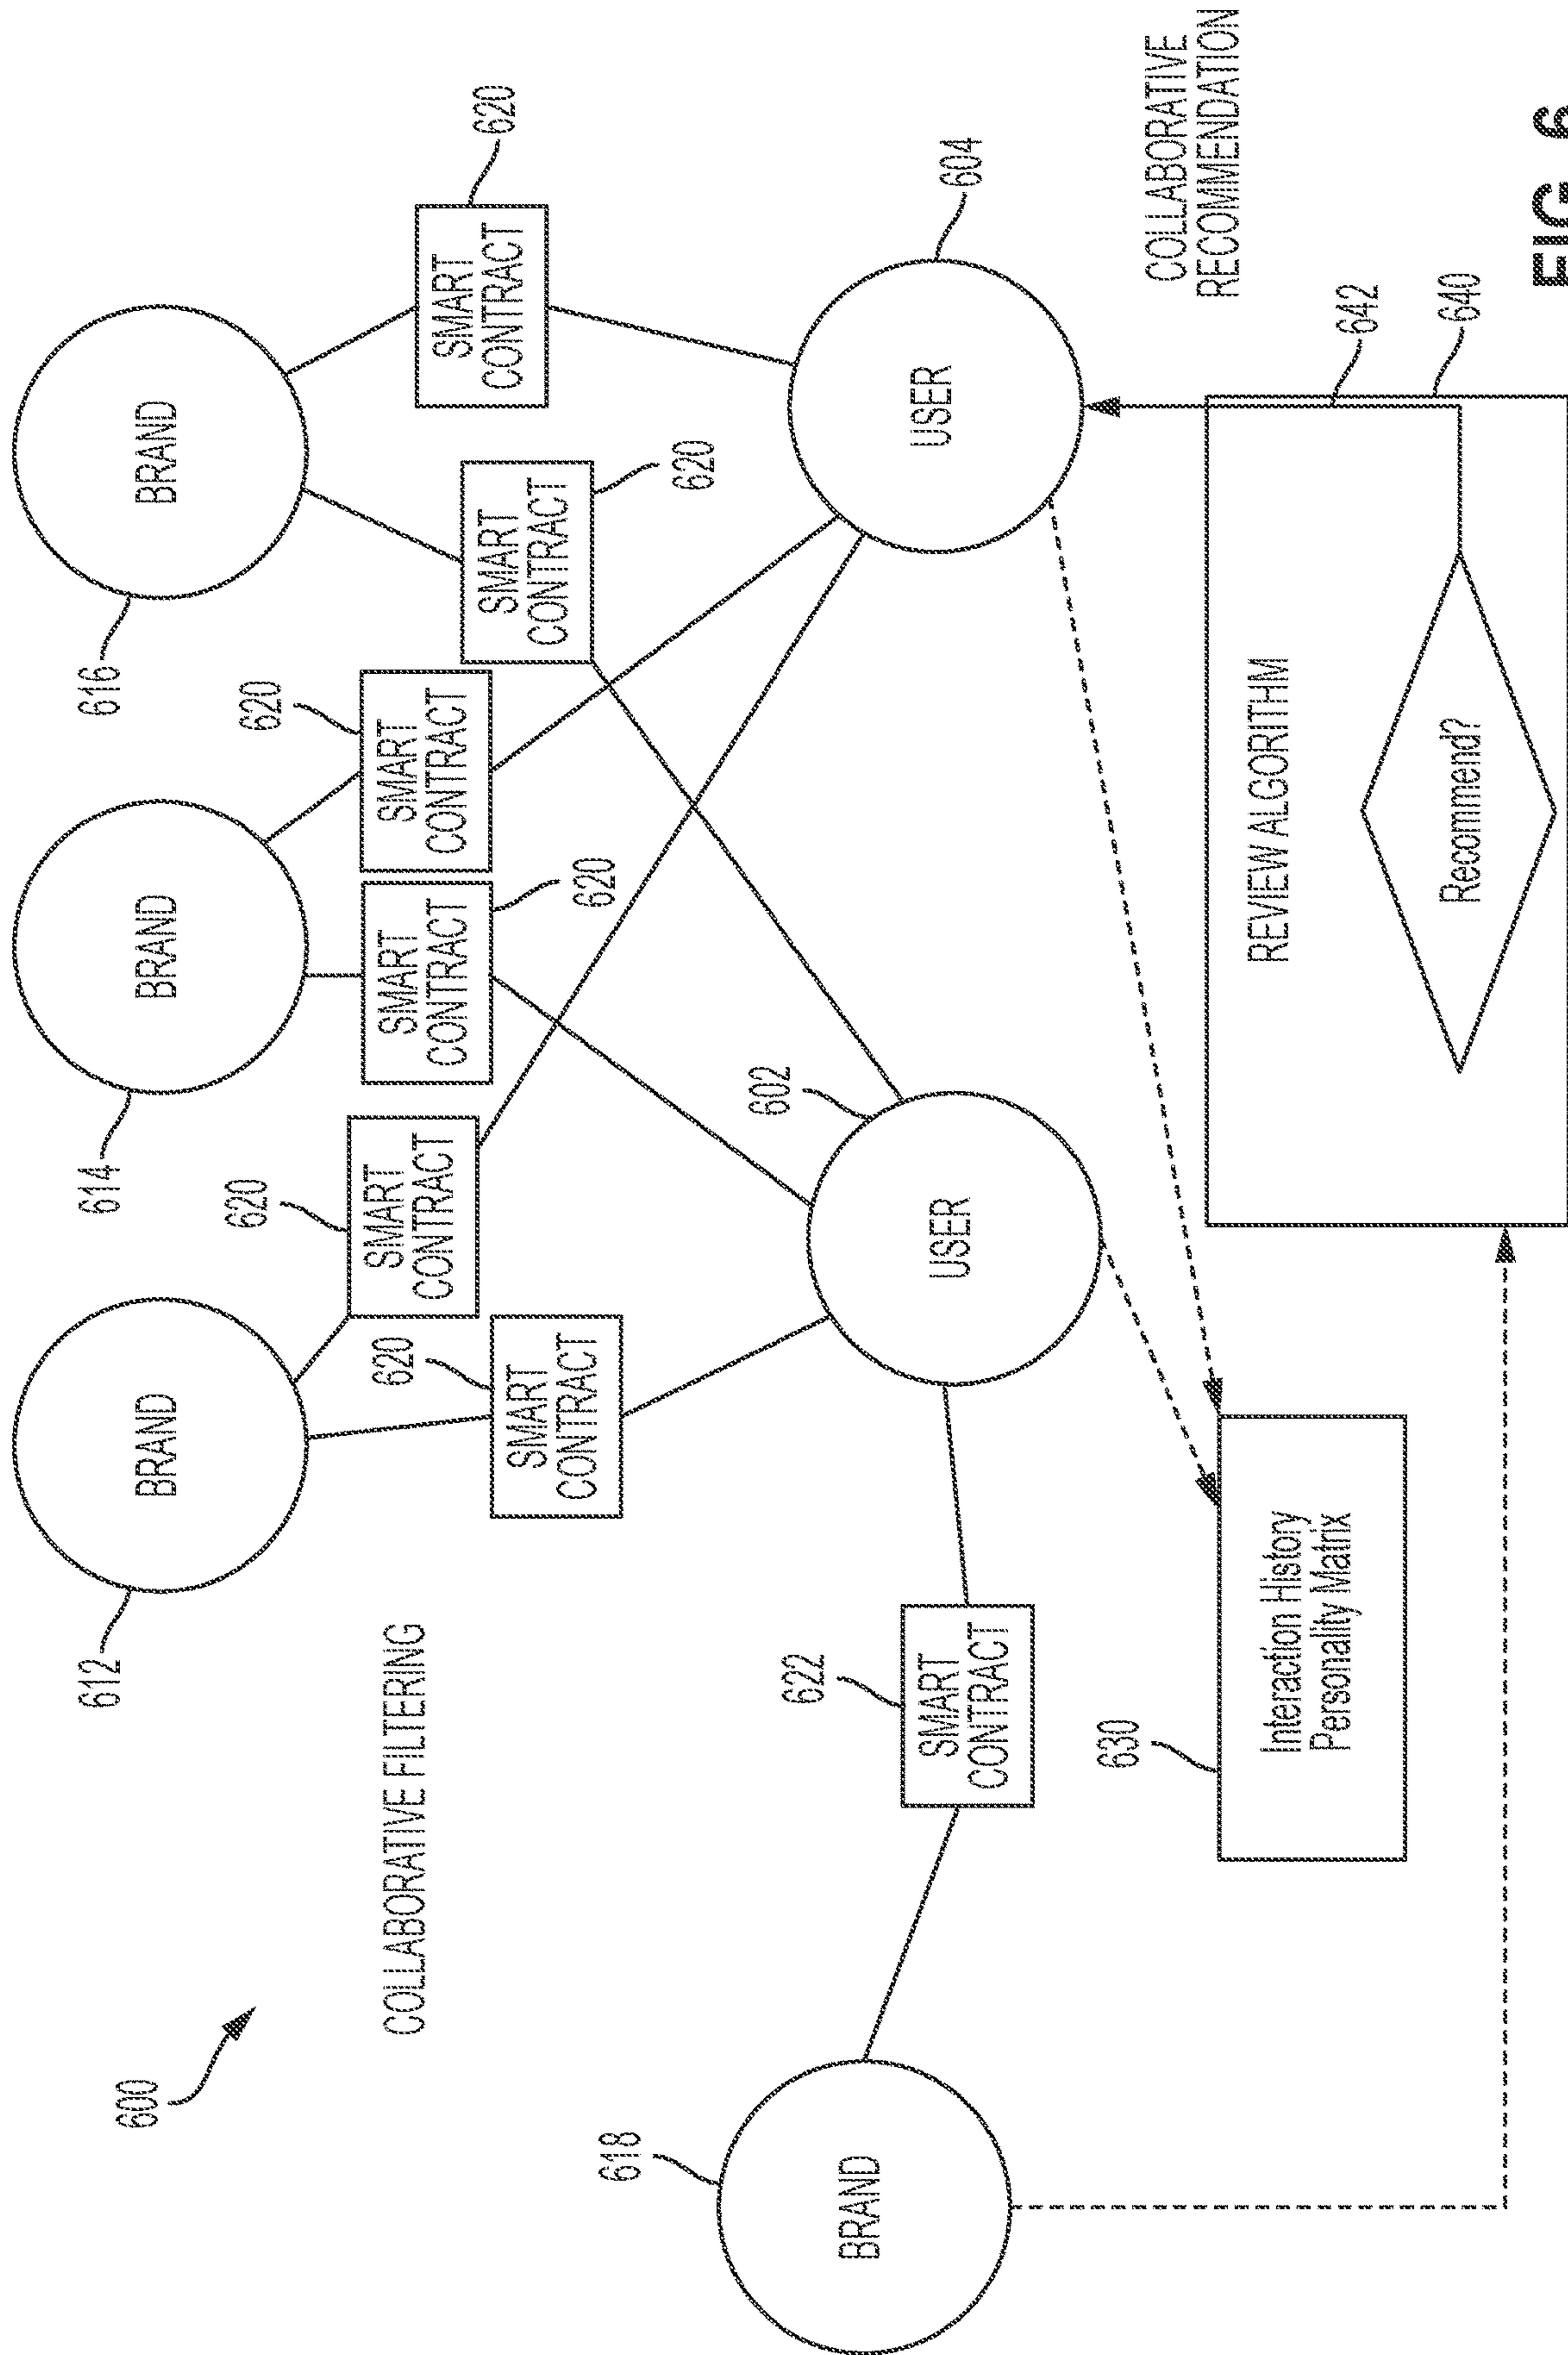 600
612
614
616
BRAND
BRAND
BRAND
COLLABORATIVE FILTERING
620
SMART
CONTRACT
620
SMART
CONTRACT
SMART
CONTRACT
620
620
SMART
CONTRACT
SMART
CONTRACT
620
SMART
CONTRACT
620
618
BRAND
622
SMART
CONTRACT
602
USER
604
USER
630
Interaction History
Personality Matrix
COLLABORATIVE
RECOMMENDATION
REVIEW ALGORITHM
Recommend?
642
640
FIG. 6